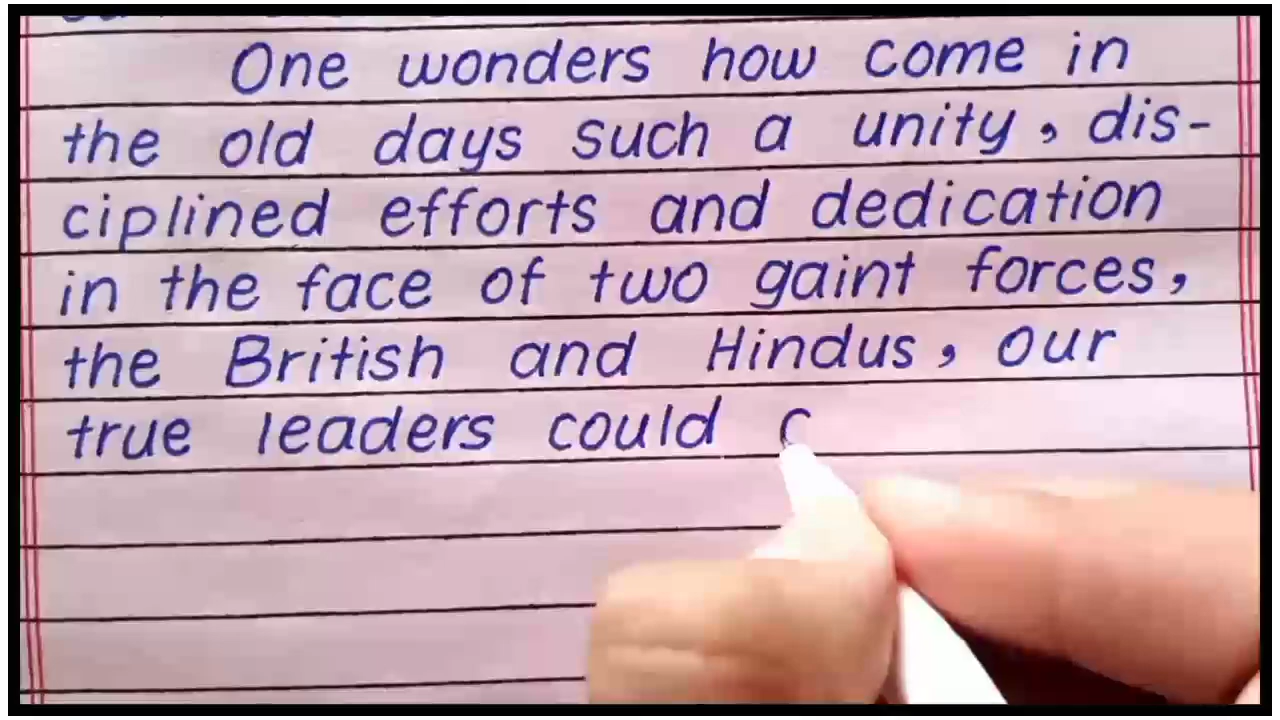 One wonders how come in
the old days such a unity, dis-
ciplined efforts and dedication
in the face of two gaint forces,
the British and Hindus, our
true leaders could